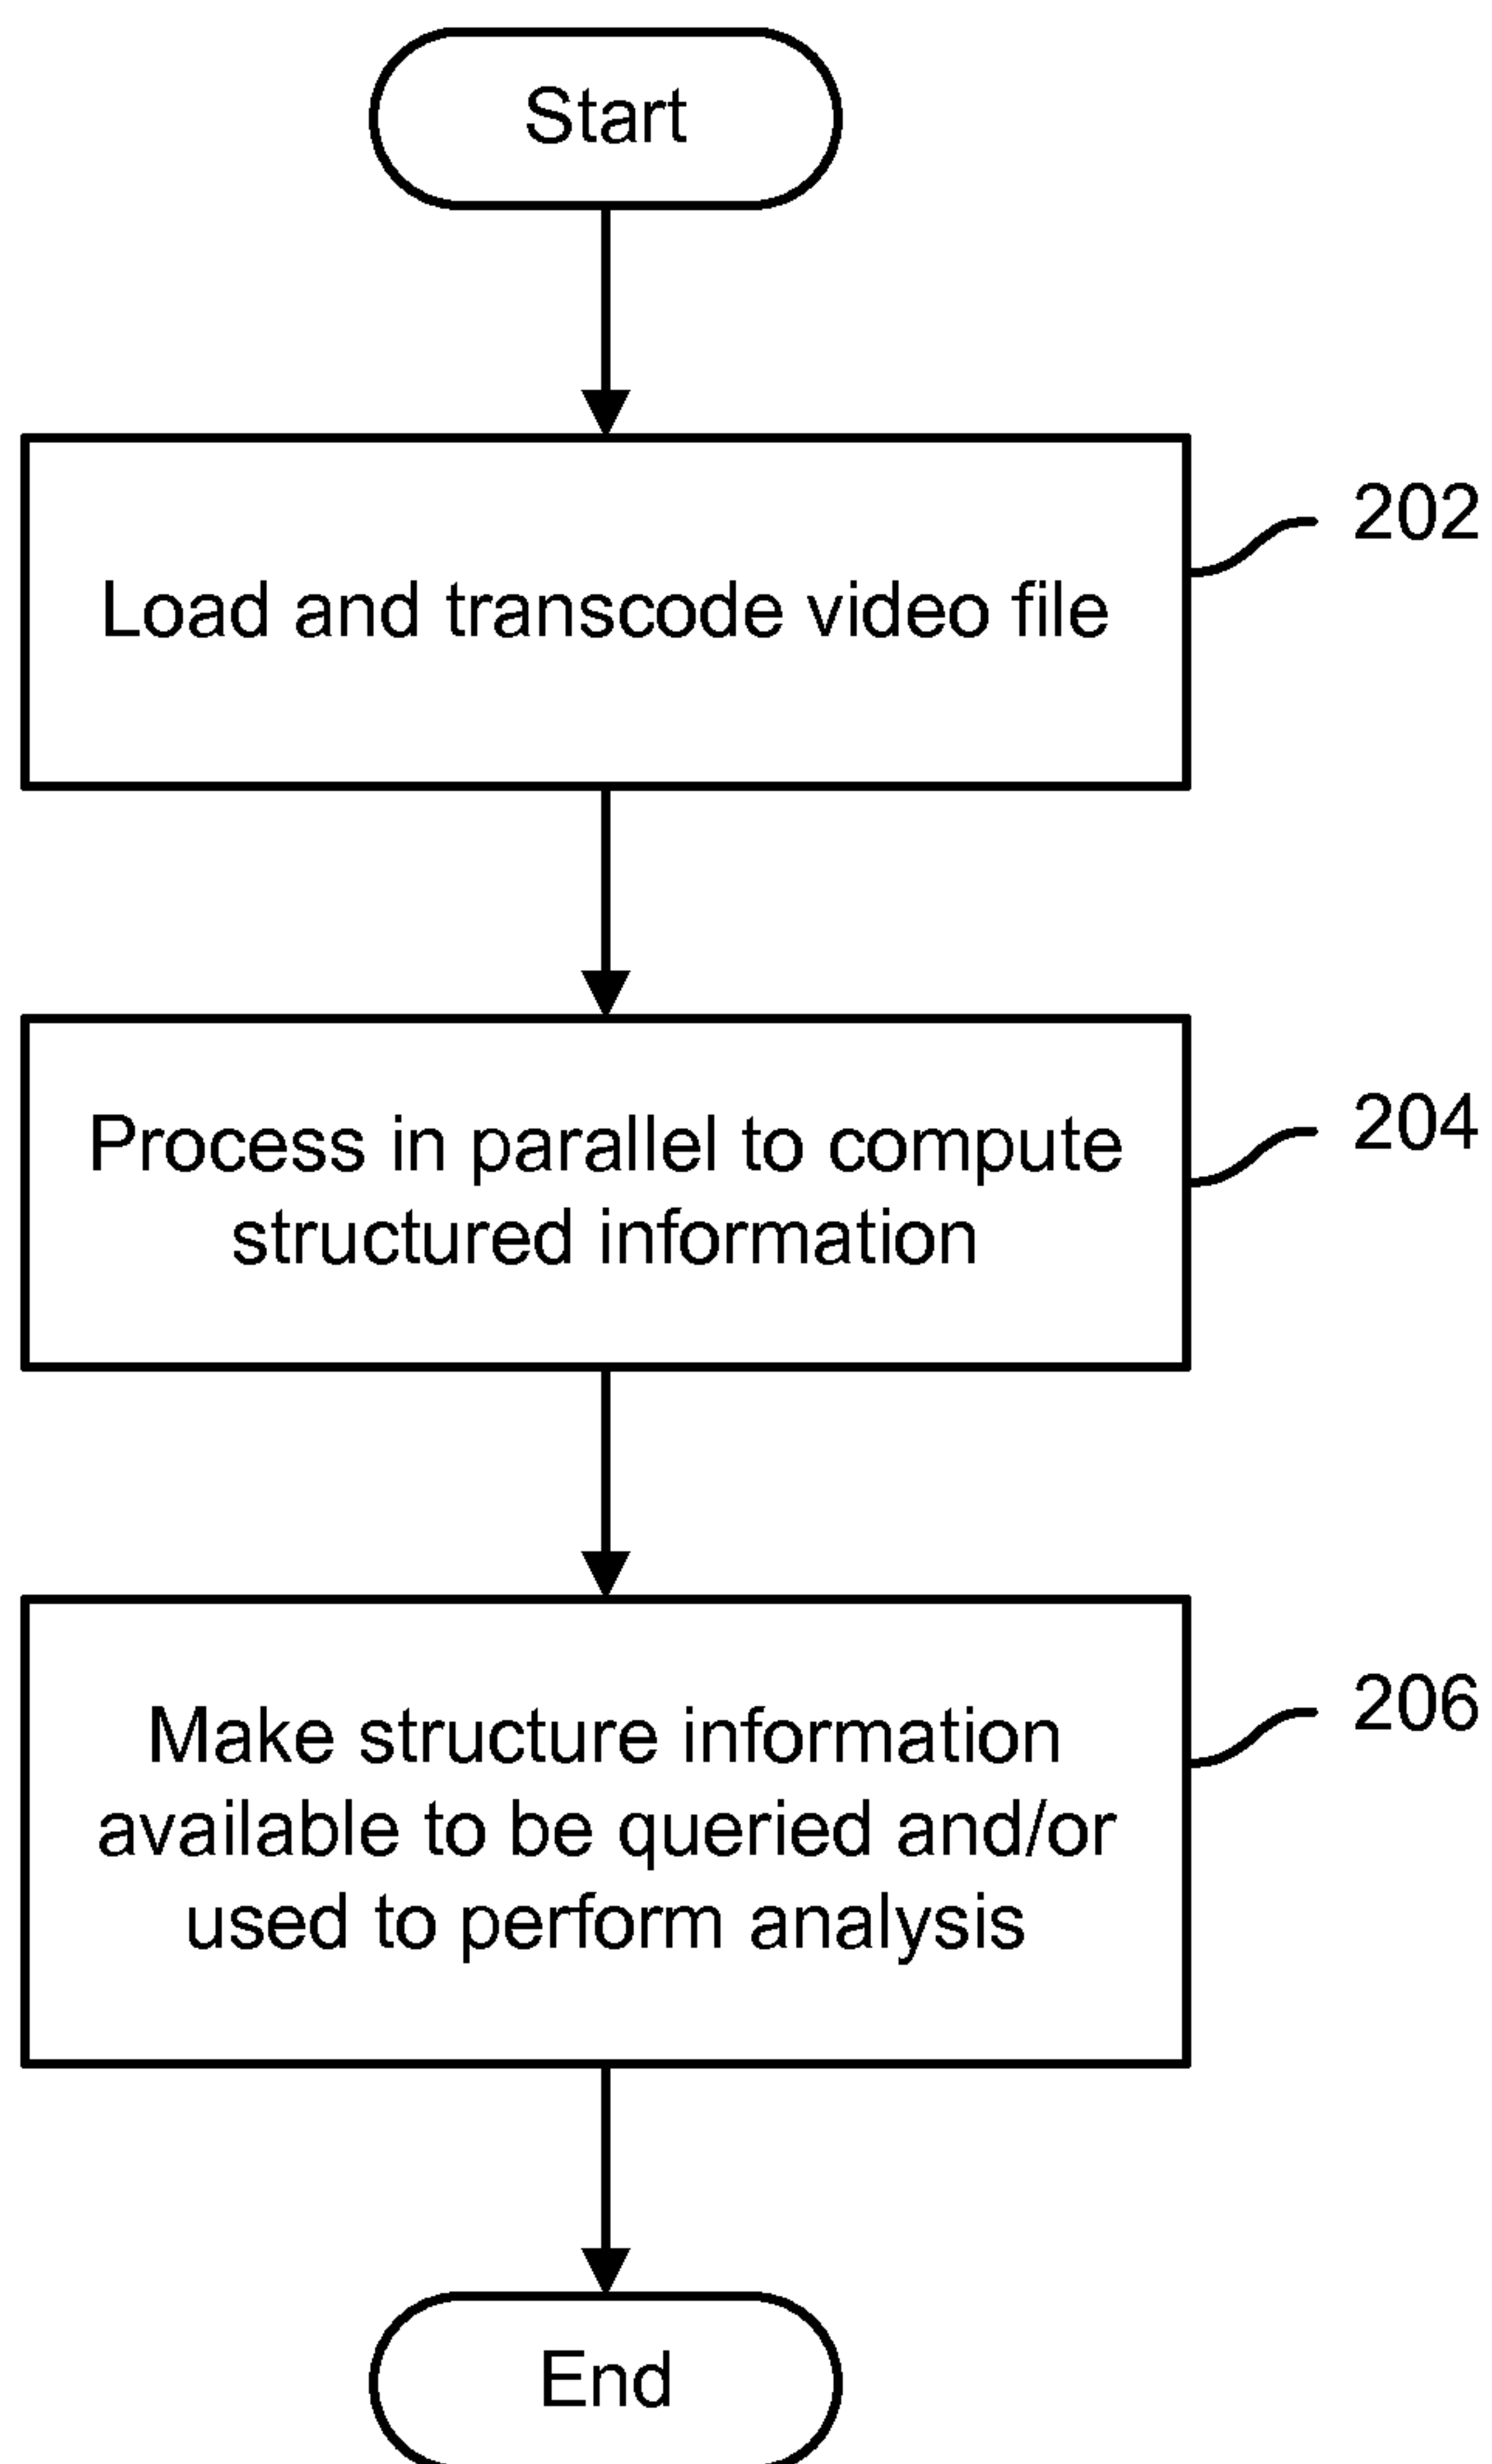 Start
202
Load and transcode video file
204
Process in parallel to compute
structured information
206
Make structure information
available to be queried and/or
used to perform analysis
End